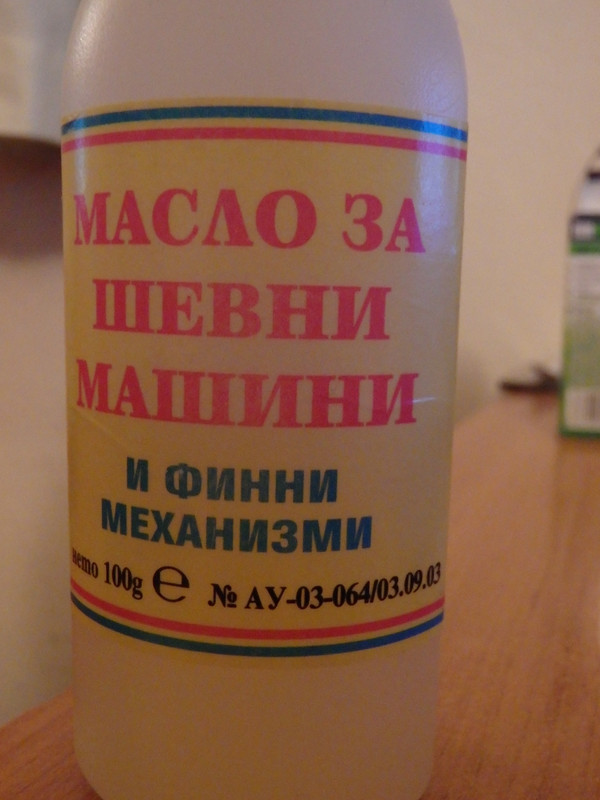 МАСЛО ЗА
ШЕВНИ
МАШИНИ
И ФИННИ
МЕХАНИЗМИ
нето 100g ℮ № АУ-03-064/03.09.03